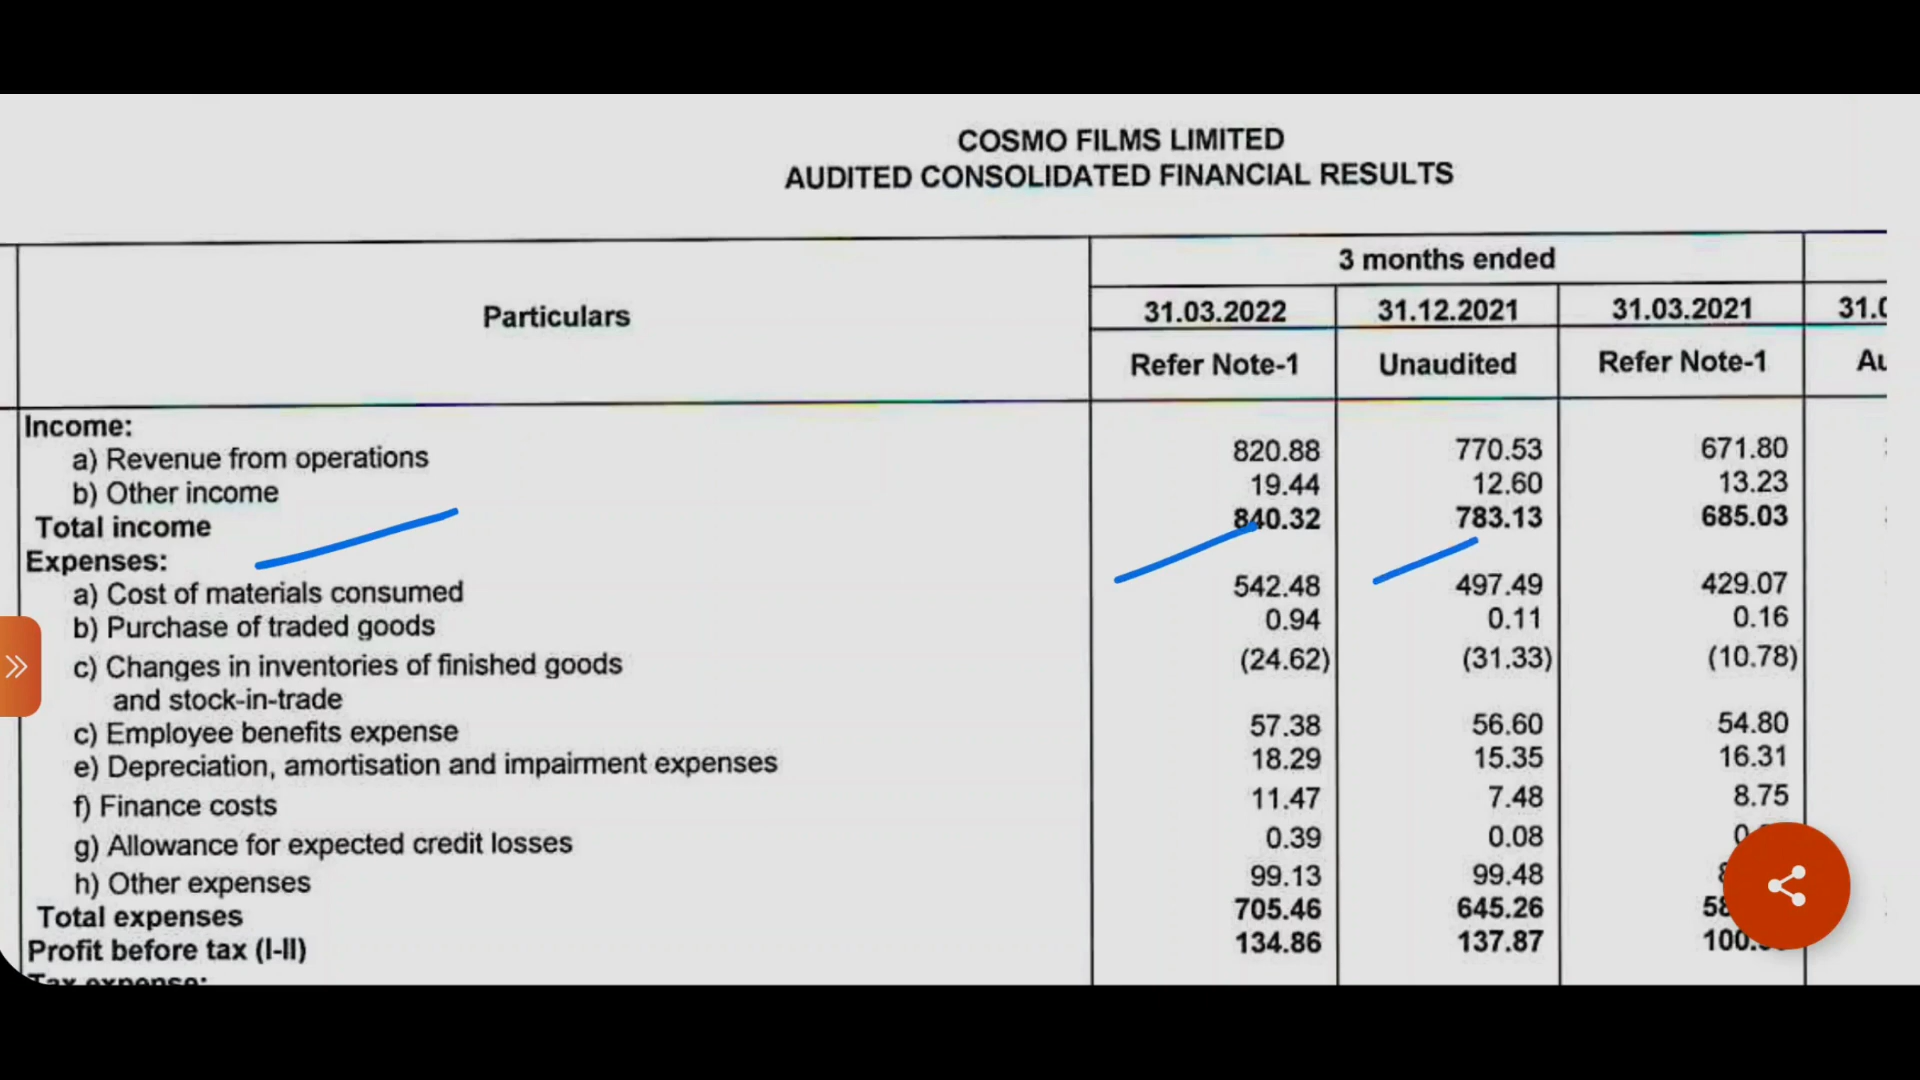 COSMO FILMS LIMITED
AUDITED CONSOLIDATED FINANCIAL RESULTS
3 months ended
Particulars 31.03.2022 31.12.2021 31.03.2021
Refer Note-1 Unaudited Refer Note-1
Income:
a) Revenue from operations 820.88 770.53 671.80
b) Other income 19.44 12.60 13.23
Total income 840.32 783.13 685.03
Expenses:
a) Cost of materials consumed 542.48 497.49 429.07
b) Purchase of traded goods 0.94 0.11 0.16
c) Changes in inventories of finished goods (24.62) (31.33) (10.78)
and stock-in-trade
c) Employee benefits expense 57.38 56.60 54.80
e) Depreciation, amortisation and impairment expenses 18.29 15.35 16.31
f) Finance costs 11.47 7.48 8.75
g) Allowance for expected credit losses 0.39 0.08
h) Other expenses 99.13 99.48
Total expenses 705.46 645.26
Profit before tax (I-II) 134.86 137.87
Tax expense: